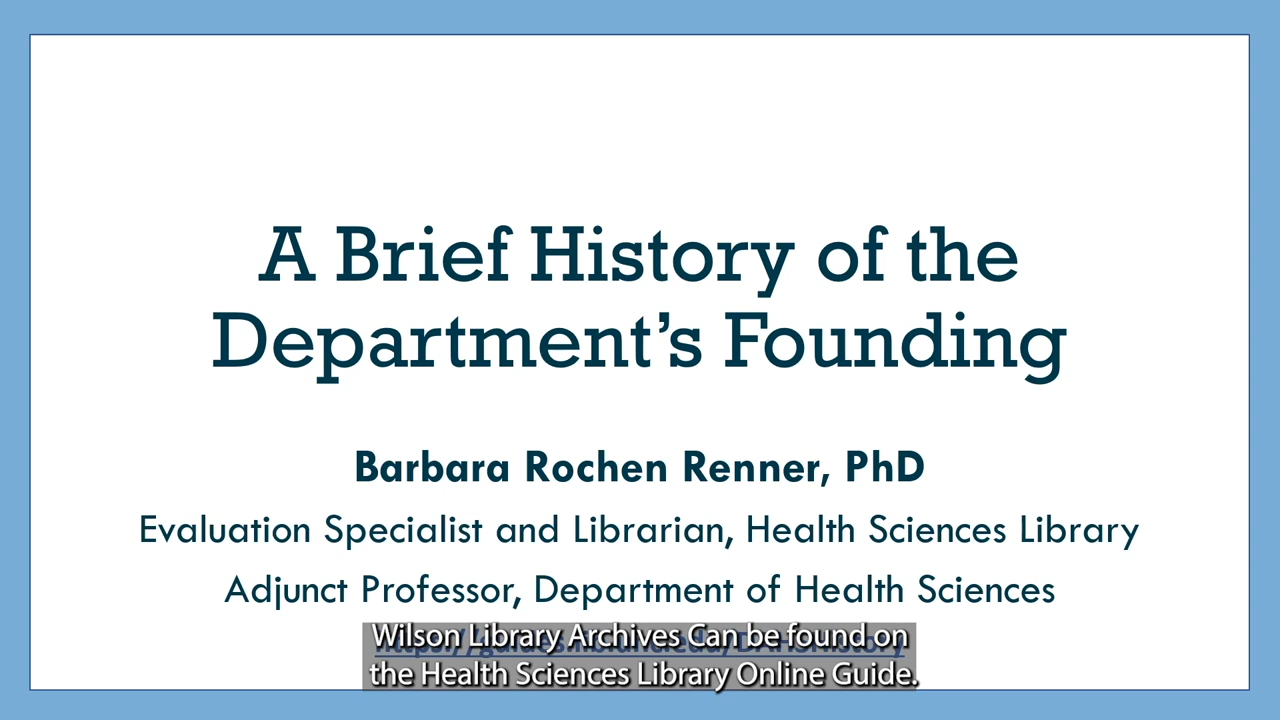 A Brief History of the
Department’s Founding
Barbara Rochen Renner, PhD
Evaluation Specialist and Librarian, Health Sciences Library
Adjunct Professor, Department of Health Sciences
Wilson Library Archives Can be found on
the Health Sciences Library Online Guide.